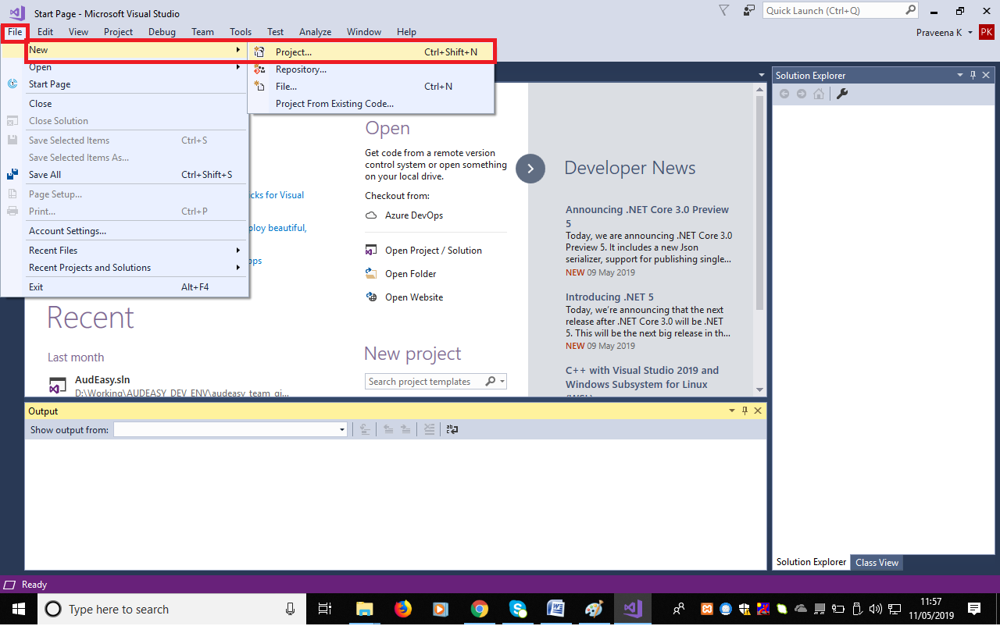 Start Page - Microsoft Visual Studio
Quick Launch (Ctrl+Q)
File Edit View Project Debug Team Tools Test Analyze Window Help
Praveena K PK
New
Project... Ctrl+Shift+N
Repository...
File... Ctrl+N
Project From Existing Code...
Open
Start Page
Close
Close Solution
Save Selected Items Ctrl+S
Save Selected Items As...
Save All Ctrl+Shift+S
Page Setup...
Print... Ctrl+P
Account Settings...
Recent Files
Recent Projects and Solutions
Exit Alt+F4
cks for Visual
ploy beautiful,
ops
Recent
Last month
AudEasy.sln
D:\Working\AUDEASY_DEV_ENV\audeasy_team_gi...
Open
Get code from a remote version
control system or open something
on your local drive.
Checkout from:
Azure DevOps
Open Project / Solution
Open Folder
Open Website
New project
Search project templates
Developer News
Announcing .NET Core 3.0 Preview
5
Today, we are announcing .NET Core 3.0
Preview 5. It includes a new Json
serializer, support for publishing single...
NEW 09 May 2019
Introducing .NET 5
Today, we're announcing that the next
release after .NET Core 3.0 will be .NET
5. This will be the next big release in th...
NEW 09 May 2019
C++ with Visual Studio 2019 and
Windows Subsystem for Linux
(WSL)
Solution Explorer
Output
Show output from:
Solution Explorer Class View
Ready
Type here to search
11:57
11/05/2019